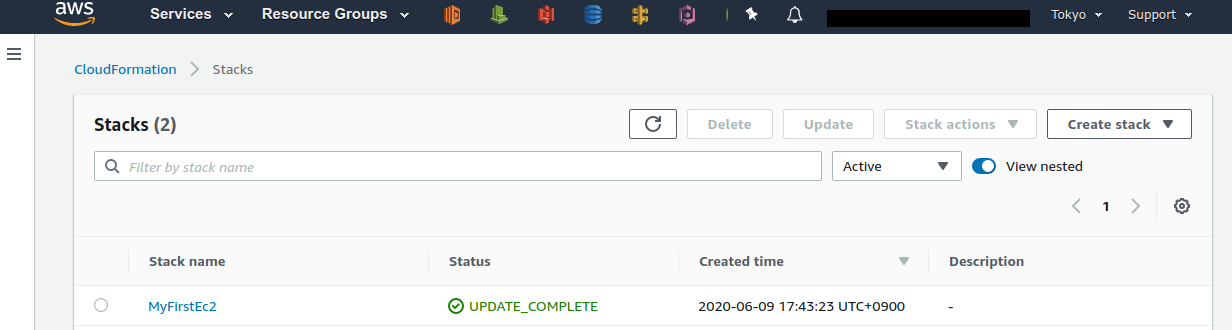 aws Services Resource Groups Tokyo Support
CloudFormation Stacks
Stacks (2) Delete Update Stack actions Create stack
Filter by stack name Active View nested
1
Stack name Status Created time Description
MyFirstEc2 UPDATE_COMPLETE 2020-06-09 17:43:23 UTC+0900 -